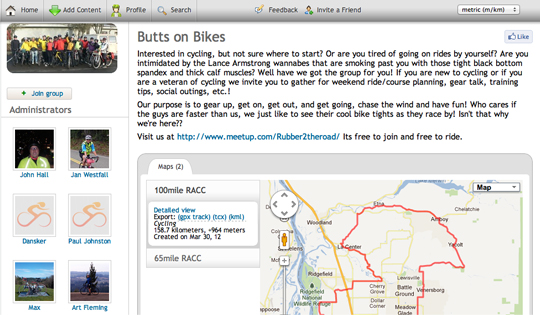 Home Add Content Profile Search Feedback Invite a Friend metric (m/km)
Butts on Bikes
Like
Interested in cycling, but not sure where to start? Or are you tired of going on rides by yourself? Are you
intimidated by the Lance Armstrong wannabes that are smoking past you with those tight black bottom
spandex and thick calf muscles? Well have we got the group for you! If you are new to cycling or if you
are a veteran of cycling we invite you to gather for weekend ride/course planning, gear talk, training
tips, social outings, etc.!
Our purpose is to gear up, get on, get out, and get going, chase the wind and have fun! Who cares if
the guys are faster than us, we just like to see their cool bike tights as they race by! Isn't that why
we're here??
Visit us at http://www.meetup.com/Rubber2theroad/ Its free to join and free to ride.
Join group
Administrators
John Hall
Jan Westfall
Dansker
Paul Johnston
Max
Art Fleming
Maps (2)
100mile RACC
Detailed view
Export: (gpx track) (tcx) (kml)
Cycling
158.7 kilometers, +964 meters
Created on Mar 30, 12
65mile RACC
Map
Woodland
Etna
Amboy
Yacolt
La Center
Ridgefield
Ridgefield
National Wildlife
Refuge
Lewisville
Cherry
Grove
Battle
Ground
Venersborg
Dollar
Corner
Meadow
Glade